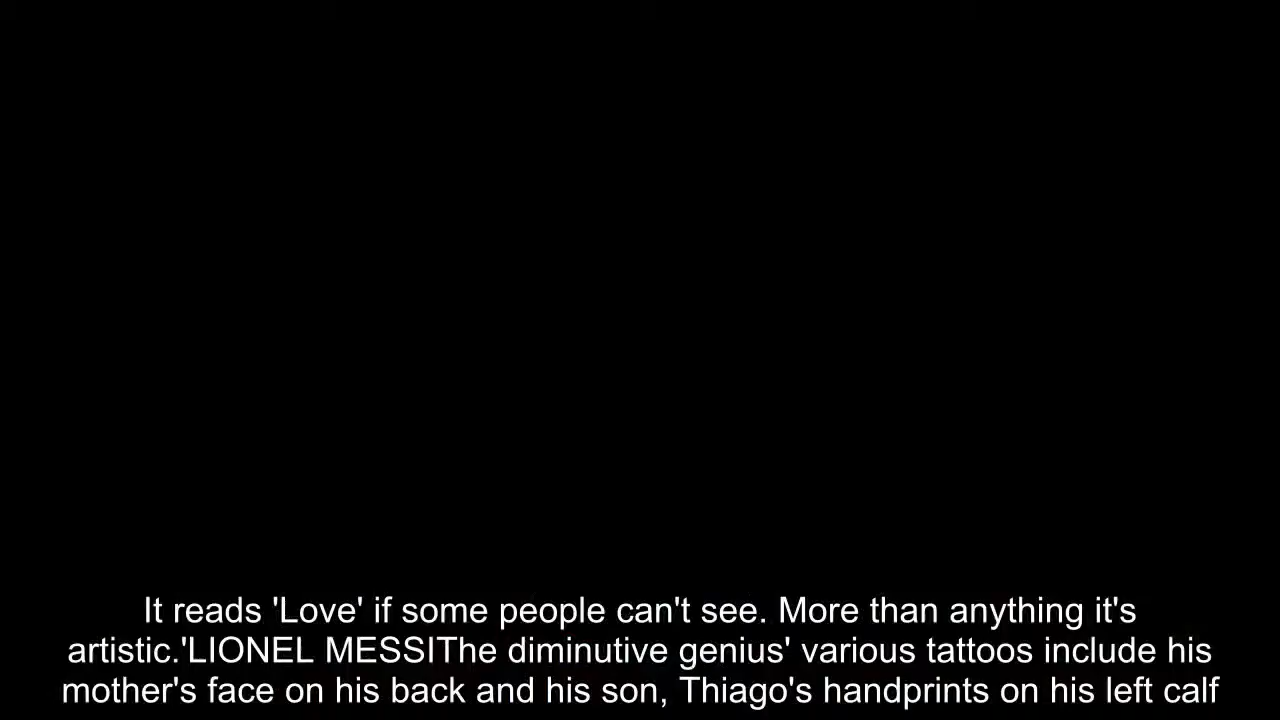 It reads 'Love' if some people can't see. More than anything it's
artistic.'LIONEL MESSIThe diminutive genius' various tattoos include his
mother's face on his back and his son, Thiago's handprints on his left calf